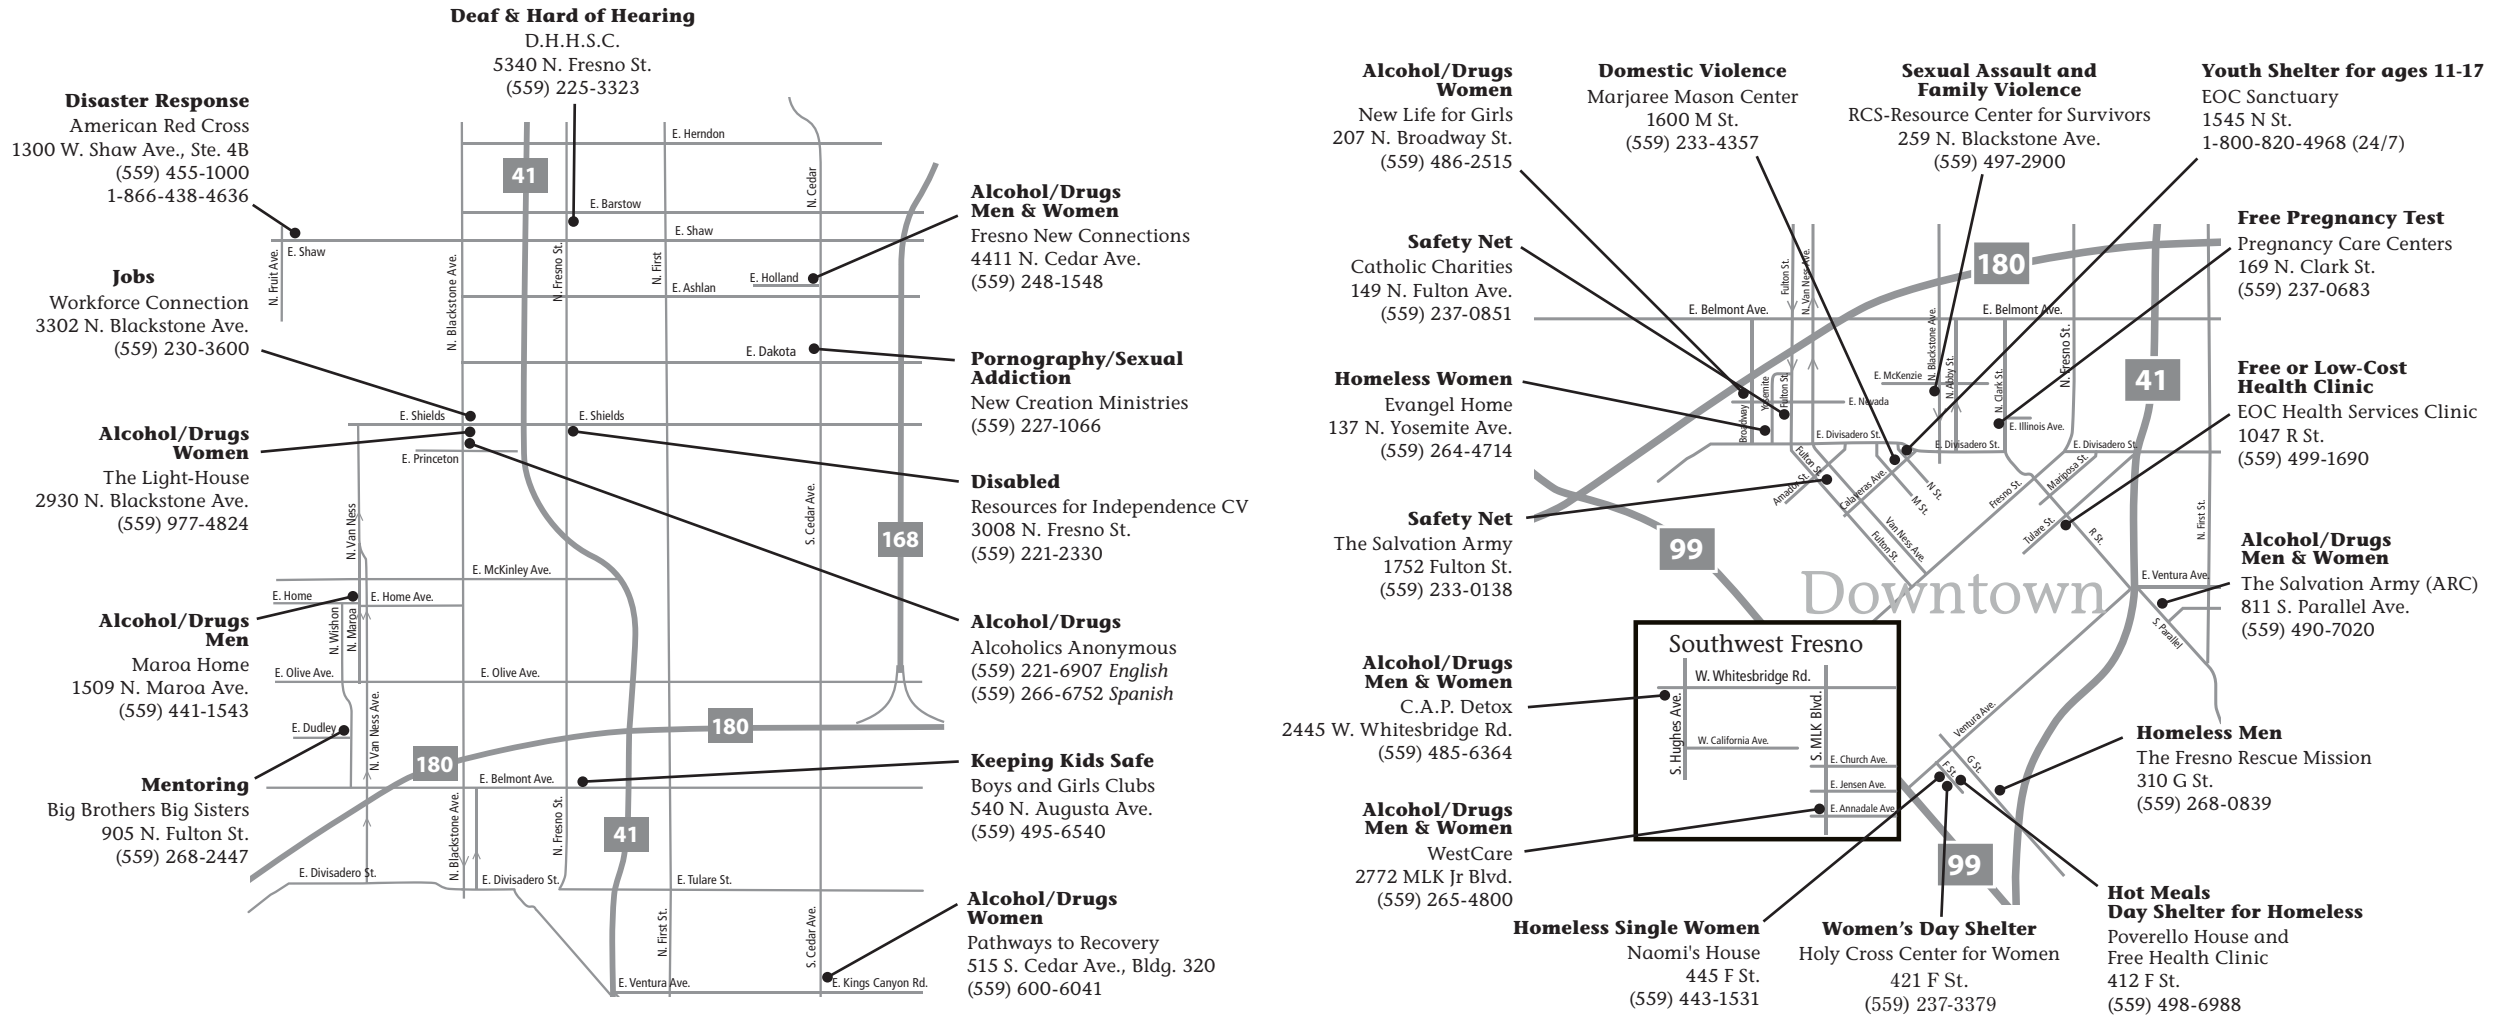 Deaf & Hard of Hearing
D.H.H.S.C.
5340 N. Fresno St.
(559) 225-3323
Disaster Response
American Red Cross
1300 W. Shaw Ave., Ste. 4B
(559) 455-1000
1-866-438-4636
Jobs
Workforce Connection
3302 N. Blackstone Ave.
(559) 230-3600
Alcohol/Drugs
Women
The Light-House
2930 N. Blackstone Ave.
(559) 977-4824
Alcohol/Drugs
Men
Maroa Home
1509 N. Maroa Ave.
(559) 441-1543
Mentoring
Big Brothers Big Sisters
905 N. Fulton St.
(559) 268-2447
E. Herndon
41
N. Cedar
E. Barstow
E. Shaw
E. Shaw
N. Fruit Ave.
N. Blackstone Ave.
N. Fresno St.
N. First
E. Holland
E. Ashlan
E. Dakota
E. Shields
E. Shields
E. Princeton
N. Van Ness
S. Cedar Ave.
168
E. McKinley Ave.
E. Home
E. Home Ave.
N. Wishon
N. Maroa
E. Olive Ave.
E. Olive Ave.
E. Dudley
N. Van Ness Ave.
180
180
E. Belmont Ave.
N. Blackstone Ave.
N. Fresno St.
41
E. Divisadero St.
E. Divisadero St.
E. Tulare St.
N. First St.
S. Cedar Ave.
E. Ventura Ave.
E. Kings Canyon Rd.
Alcohol/Drugs
Men & Women
Fresno New Connections
4411 N. Cedar Ave.
(559) 248-1548
Pornography/Sexual
Addiction
New Creation Ministries
(559) 227-1066
Disabled
Resources for Independence CV
3008 N. Fresno St.
(559) 221-2330
Alcohol/Drugs
Alcoholics Anonymous
(559) 221-6907 English
(559) 266-6752 Spanish
Keeping Kids Safe
Boys and Girls Clubs
540 N. Augusta Ave.
(559) 495-6540
Alcohol/Drugs
Women
Pathways to Recovery
515 S. Cedar Ave., Bldg. 320
(559) 600-6041
Alcohol/Drugs
Women
New Life for Girls
207 N. Broadway St.
(559) 486-2515
Domestic Violence
Marjaree Mason Center
1600 M St.
(559) 233-4357
Sexual Assault and
Family Violence
RCS-Resource Center for Survivors
259 N. Blackstone Ave.
(559) 497-2900
Youth Shelter for ages 11-17
EOC Sanctuary
1545 N St.
1-800-820-4968 (24/7)
Safety Net
Catholic Charities
149 N. Fulton Ave.
(559) 237-0851
Homeless Women
Evangel Home
137 N. Yosemite Ave.
(559) 264-4714
Safety Net
The Salvation Army
1752 Fulton St.
(559) 233-0138
Alcohol/Drugs
Men & Women
C.A.P. Detox
2445 W. Whitesbridge Rd.
(559) 485-6364
Alcohol/Drugs
Men & Women
WestCare
2772 MLK Jr Blvd.
(559) 265-4800
Fulton St.
N. Van Ness Ave.
180
E. Belmont Ave.
E. Belmont Ave.
41
N. Blackstone Ave.
N. Fresno St.
E. McKenzie
N. Abby St.
N. Clark St.
Yosemite
Fulton St.
Broadway
E. Nevada
E. Illinois Ave.
E. Divisadero St.
E. Divisadero St.
E. Divisadero St.
Fulton St.
Amador St.
Calaveras Ave.
N St.
M St.
Fresno St.
Mariposa St.
Tulare St.
R St.
N. First St.
Van Ness Ave.
Fulton St.
99
Downtown
E. Ventura Ave.
S. Parallel
Southwest Fresno
W. Whitesbridge Rd.
S. Hughes Ave.
S. MLK Blvd.
W. California Ave.
E. Church Ave.
E. Jensen Ave.
E. Annadale Ave.
Ventura Ave.
G St.
F St.
99
Free Pregnancy Test
Pregnancy Care Centers
169 N. Clark St.
(559) 237-0683
Free or Low-Cost
Health Clinic
EOC Health Services Clinic
1047 R St.
(559) 499-1690
Alcohol/Drugs
Men & Women
The Salvation Army (ARC)
811 S. Parallel Ave.
(559) 490-7020
Homeless Men
The Fresno Rescue Mission
310 G St.
(559) 268-0839
Homeless Single Women
Naomi's House
445 F St.
(559) 443-1531
Women's Day Shelter
Holy Cross Center for Women
421 F St.
(559) 237-3379
Hot Meals
Day Shelter for Homeless
Poverello House and
Free Health Clinic
412 F St.
(559) 498-6988